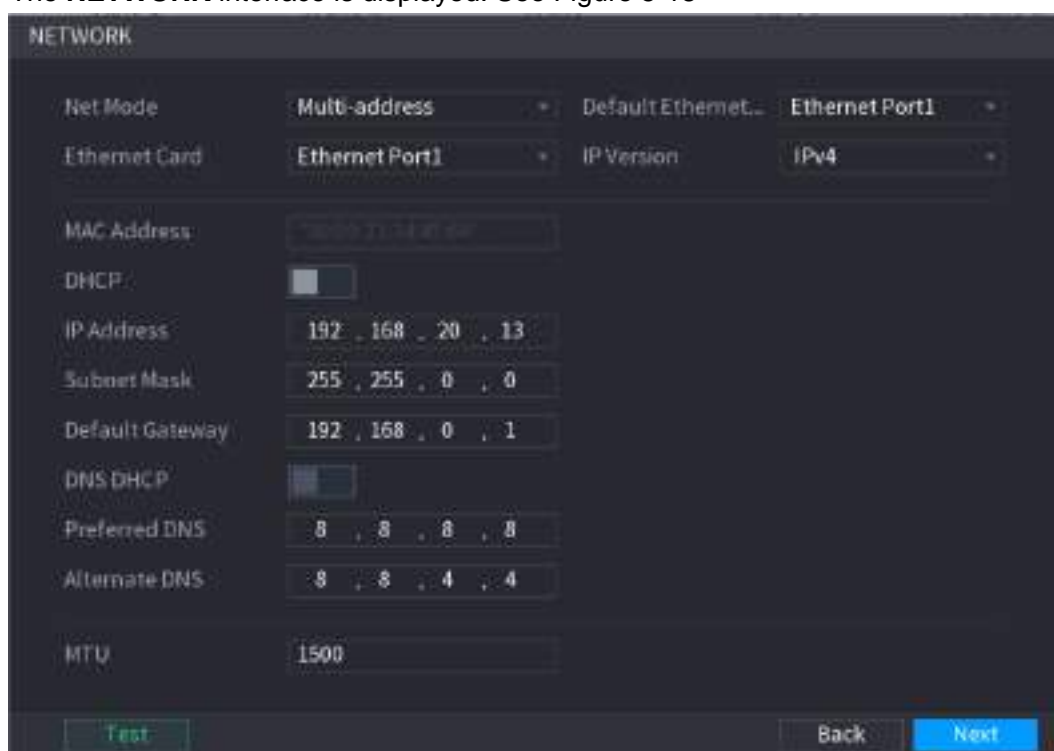 NETWORK
Net Mode Multi-address Default Ethernet... Ethernet Port1
Ethernet Card Ethernet Port1 IP Version IPv4
MAC Address
DHCP
IP Address 192 . 168 . 20 . 13
Subnet Mask 255 . 255 . 0 . 0
Default Gateway 192 . 168 . 0 . 1
DNS DHCP
Preferred DNS 8 . 8 . 8 . 8
Alternate DNS 8 . 8 . 4 . 4
MTU 1500
Test Back Next